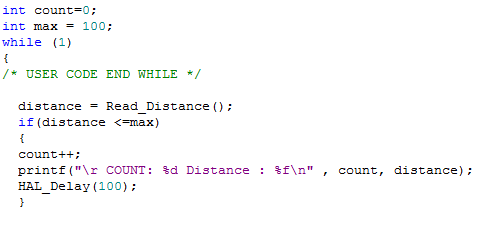 int count=0;
int max = 100;
while (1)
{
/* USER CODE END WHILE */
distance = Read_Distance();
if(distance <=max)
{
count++;
printf("\r COUNT: %d Distance : %f\n" , count, distance);
HAL_Delay(100);
}